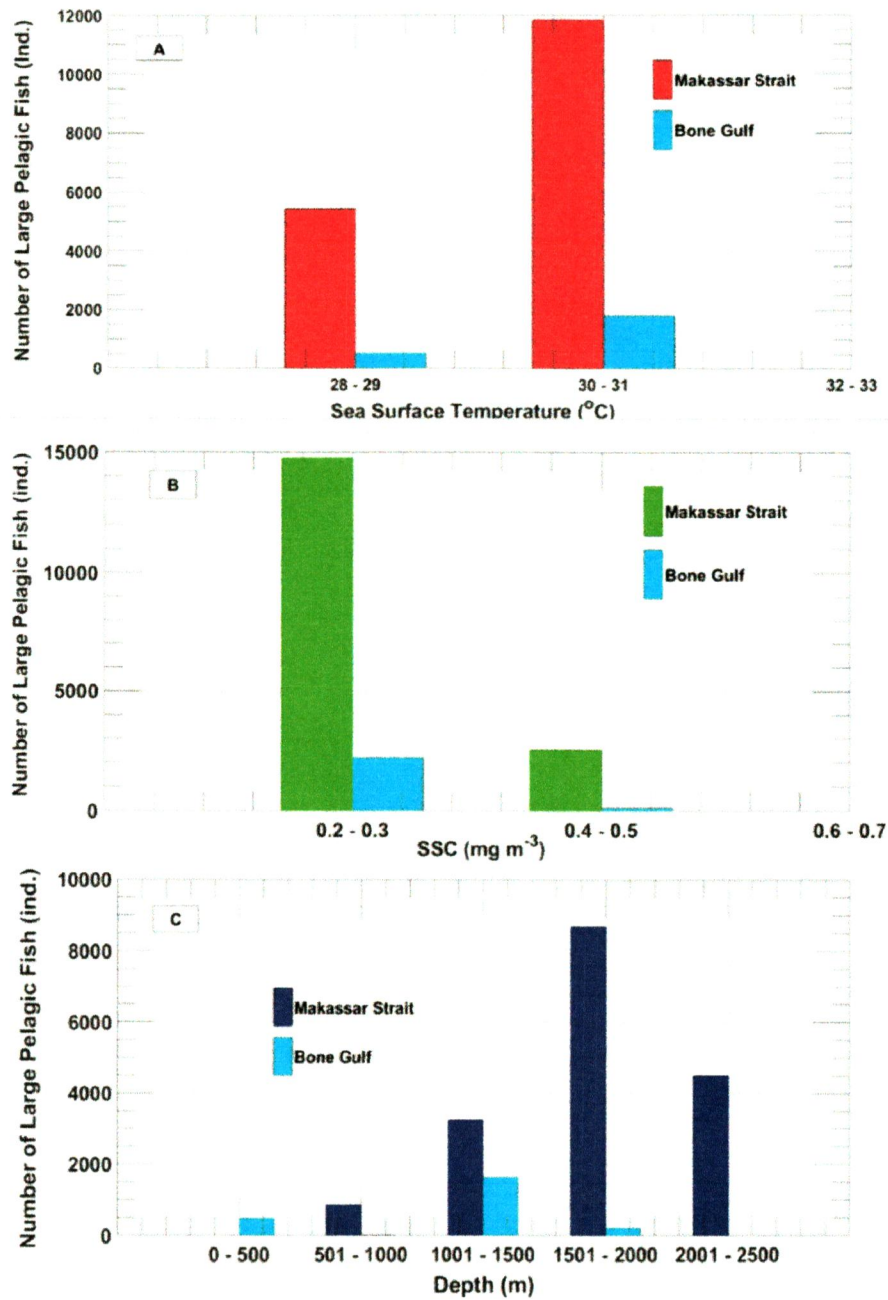 12000
A
10000
Makassar Strait
8000
Bone Gulf
6000
4000
2000
0
Number of Large Pelagic Fish (Ind.)
28 - 29 30 - 31 32 - 33
Sea Surface Temperature (°C)
15000
B
Makassar Strait
10000
Bone Gulf
5000
0
Number of Large Pelagic Fish (ind.)
0.2 - 0.3 0.4 - 0.5 0.6 - 0.7
SSC (mg m⁻³)
10000
C
8000
Makassar Strait
6000
Bone Gulf
4000
2000
0
Number of Large Pelagic Fish (ind.)
0 - 500 501 - 1000 1001 - 1500 1501 - 2000 2001 - 2500
Depth (m)